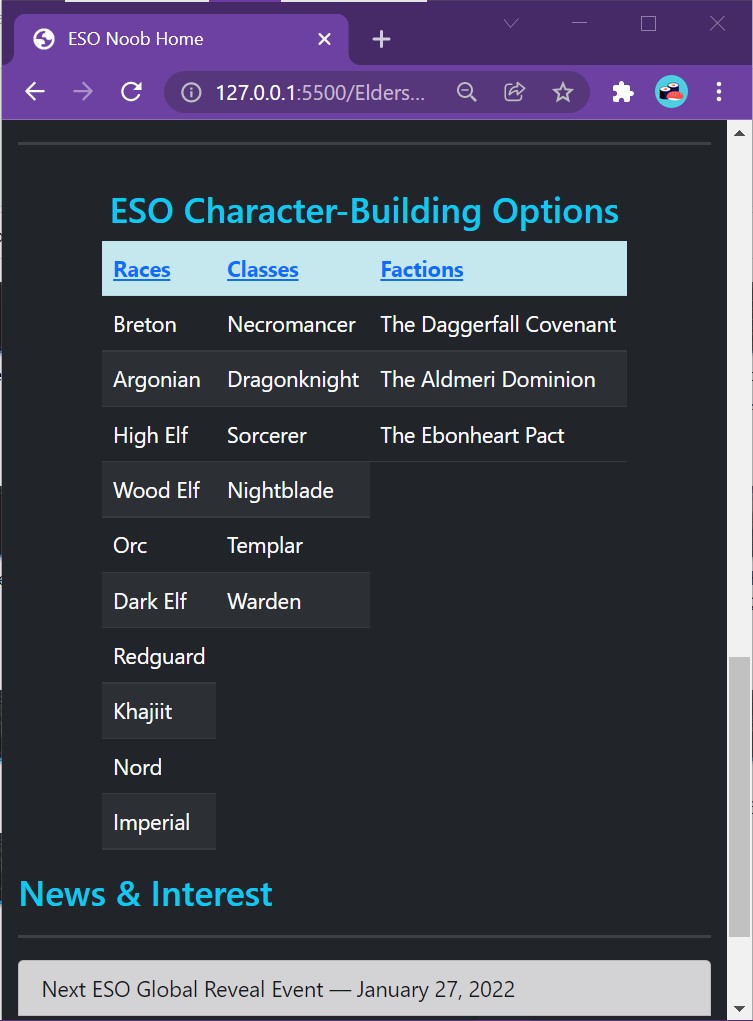 ESO Noob Home
127.0.0.1:5500/Elders...
ESO Character-Building Options
Races Classes Factions
Breton Necromancer The Daggerfall Covenant
Argonian Dragonknight The Aldmeri Dominion
High Elf Sorcerer The Ebonheart Pact
Wood Elf Nightblade
Orc Templar
Dark Elf Warden
Redguard
Khajiit
Nord
Imperial
News & Interest
Next ESO Global Reveal Event — January 27, 2022